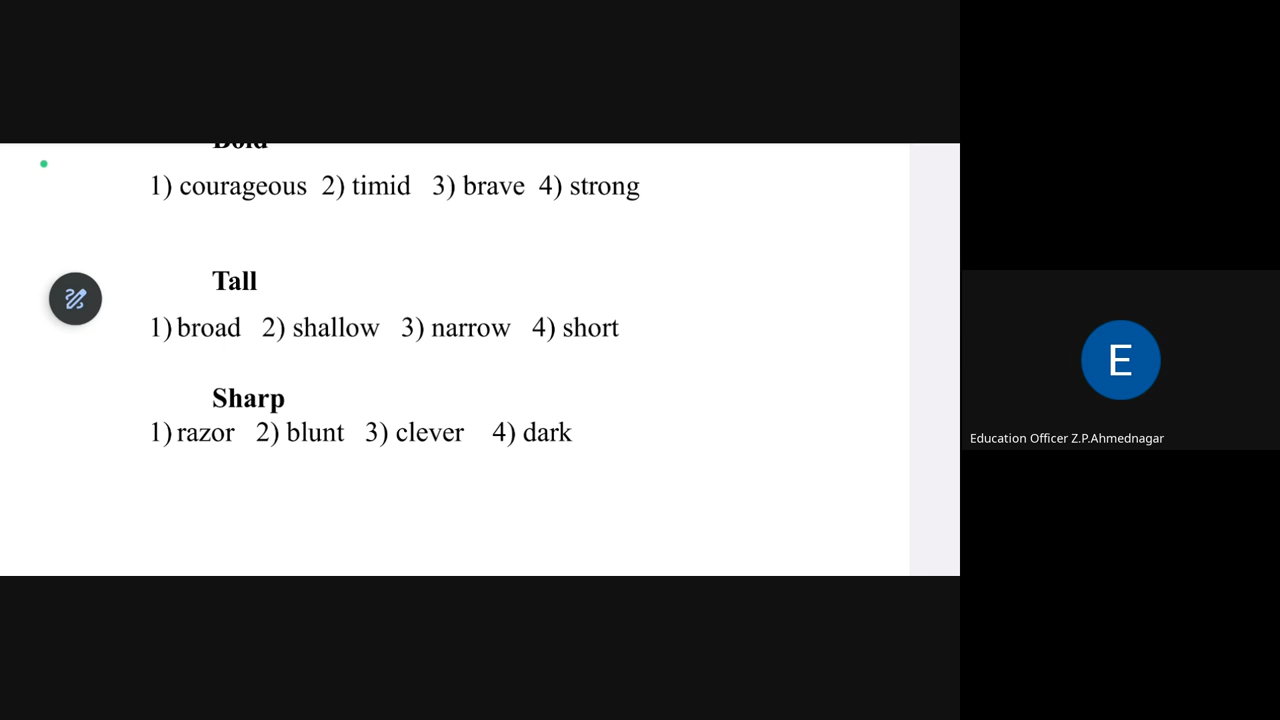 Bold
1) courageous 2) timid 3) brave 4) strong
Tall
1) broad 2) shallow 3) narrow 4) short
Sharp
1) razor 2) blunt 3) clever 4) dark
E
Education Officer Z.P.Ahmednagar